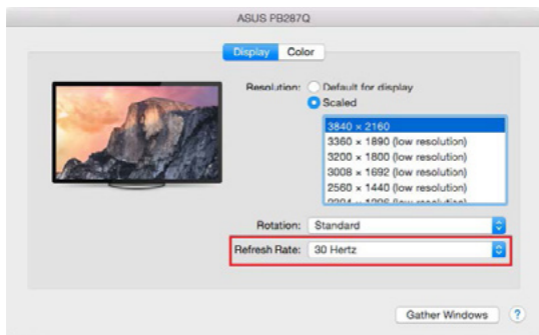 ASUS PB287Q
Display Color
Resolution: Default for display
Scaled
3840 × 2160
3360 × 1890 (low resolution)
3200 × 1800 (low resolution)
3008 × 1692 (low resolution)
2560 × 1440 (low resolution)
Rotation: Standard
Refresh Rate: 30 Hertz
Gather Windows ?